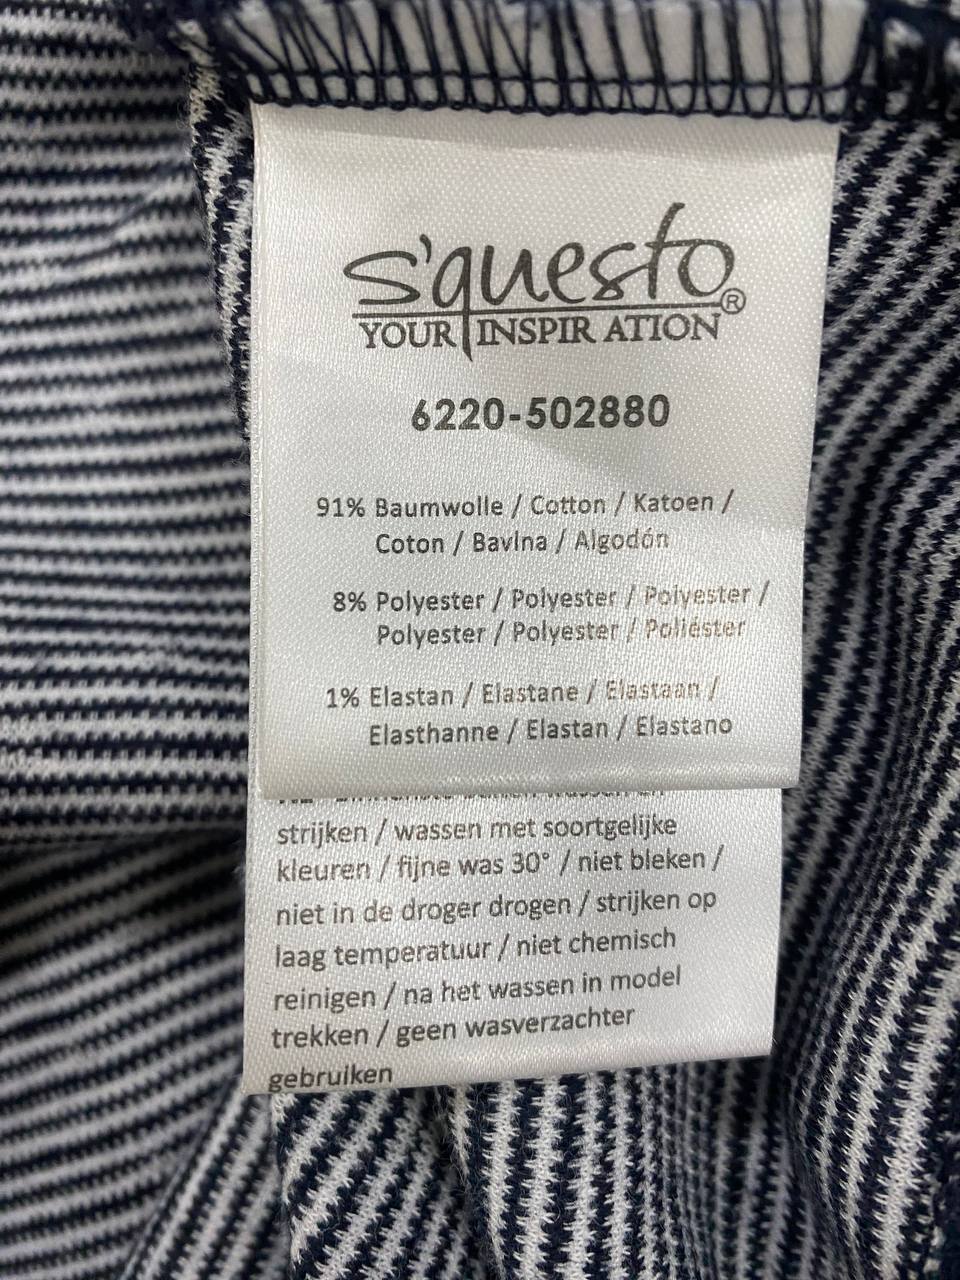 s'questo®
YOUR INSPIRATION
6220-502880
91% Baumwolle / Cotton / Katoen /
Coton / Bavlna / Algodón
8% Polyester / Polyester / Polyester /
Polyester / Polyester / Poliéster
1% Elastan / Elastane / Elastaan /
Elasthanne / Elastan / Elastano
strijken / wassen met soortgelijke
kleuren / fijne was 30° / niet bleken /
niet in de droger drogen / strijken op
laag temperatuur / niet chemisch
reinigen / na het wassen in model
trekken / geen wasverzachter
gebruiken